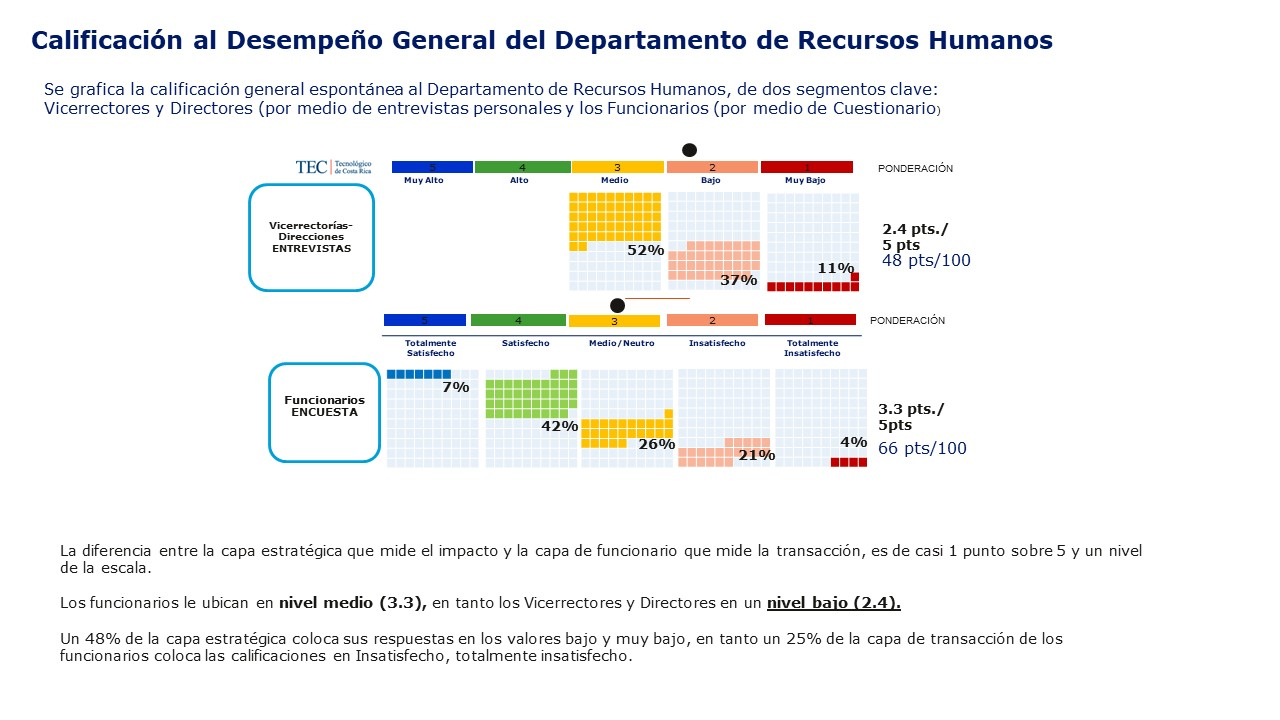 Calificación al Desempeño General del Departamento de Recursos Humanos
Se grafica la calificación general espontánea al Departamento de Recursos Humanos, de dos segmentos clave:
Vicerrectores y Directores (por medio de entrevistas personales y los Funcionarios (por medio de Cuestionario)
TEC | Tecnológico
de Costa Rica
5 4 3 2 1 PONDERACIÓN
Muy Alto Alto Medio Bajo Muy Bajo
Vicerrectorías-
Direcciones
ENTREVISTAS
52% 37% 11%
2.4 pts./
5 pts
48 pts/100
5 4 3 2 1 PONDERACIÓN
Totalmente
Satisfecho
Satisfecho
Medio/Neutro
Insatisfecho
Totalmente
Insatisfecho
Funcionarios
ENCUESTA
7% 42% 26% 21% 4%
3.3 pts./
5pts
66 pts/100
La diferencia entre la capa estratégica que mide el impacto y la capa de funcionario que mide la transacción, es de casi 1 punto sobre 5 y un nivel
de la escala.
Los funcionarios le ubican en nivel medio (3.3), en tanto los Vicerrectores y Directores en un nivel bajo (2.4).
Un 48% de la capa estratégica coloca sus respuestas en los valores bajo y muy bajo, en tanto un 25% de la capa de transacción de los
funcionarios coloca las calificaciones en Insatisfecho, totalmente insatisfecho.